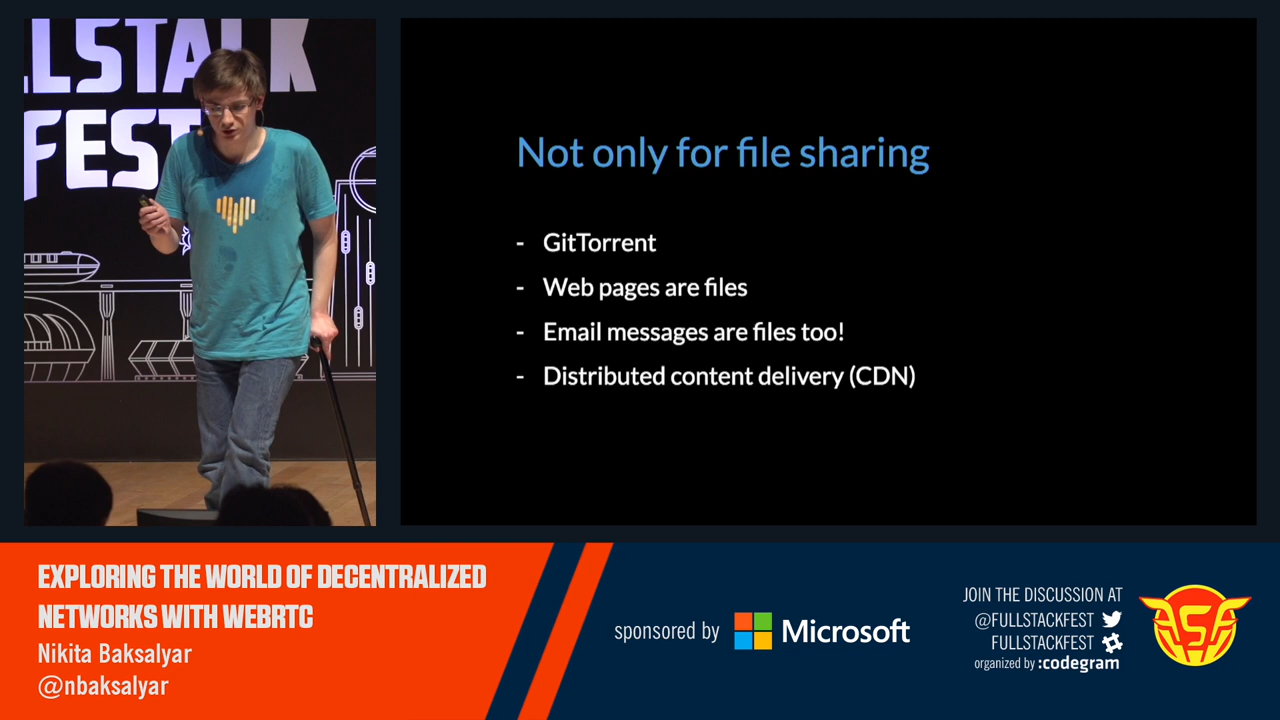 LLSTACK
FEST
Not only for file sharing
- GitTorrent
- Web pages are files
- Email messages are files too!
- Distributed content delivery (CDN)
EXPLORING THE WORLD OF DECENTRALIZED
NETWORKS WITH WEBRTC
Nikita Baksalyar
@nbaksalyar
sponsored by Microsoft
JOIN THE DISCUSSION AT
@FULLSTACKFEST
FULLSTACKFEST
organized by :codegram
FSF